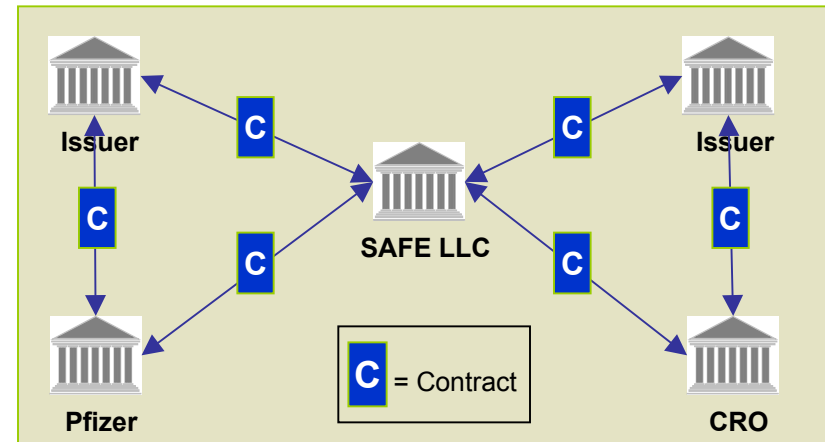 C
C
Issuer
Issuer
C
C
SAFE LLC
C
C
C = Contract
Pfizer
CRO